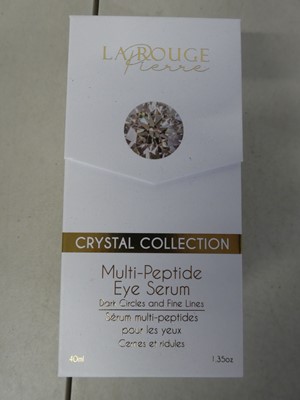 LA ROUGE
Pierre
CRYSTAL COLLECTION
Multi-Peptide
Eye Serum
Dark Circles and Fine Lines
Sérum multi-peptides
pour les yeux
Cernes et ridules
40ml 1.35oz